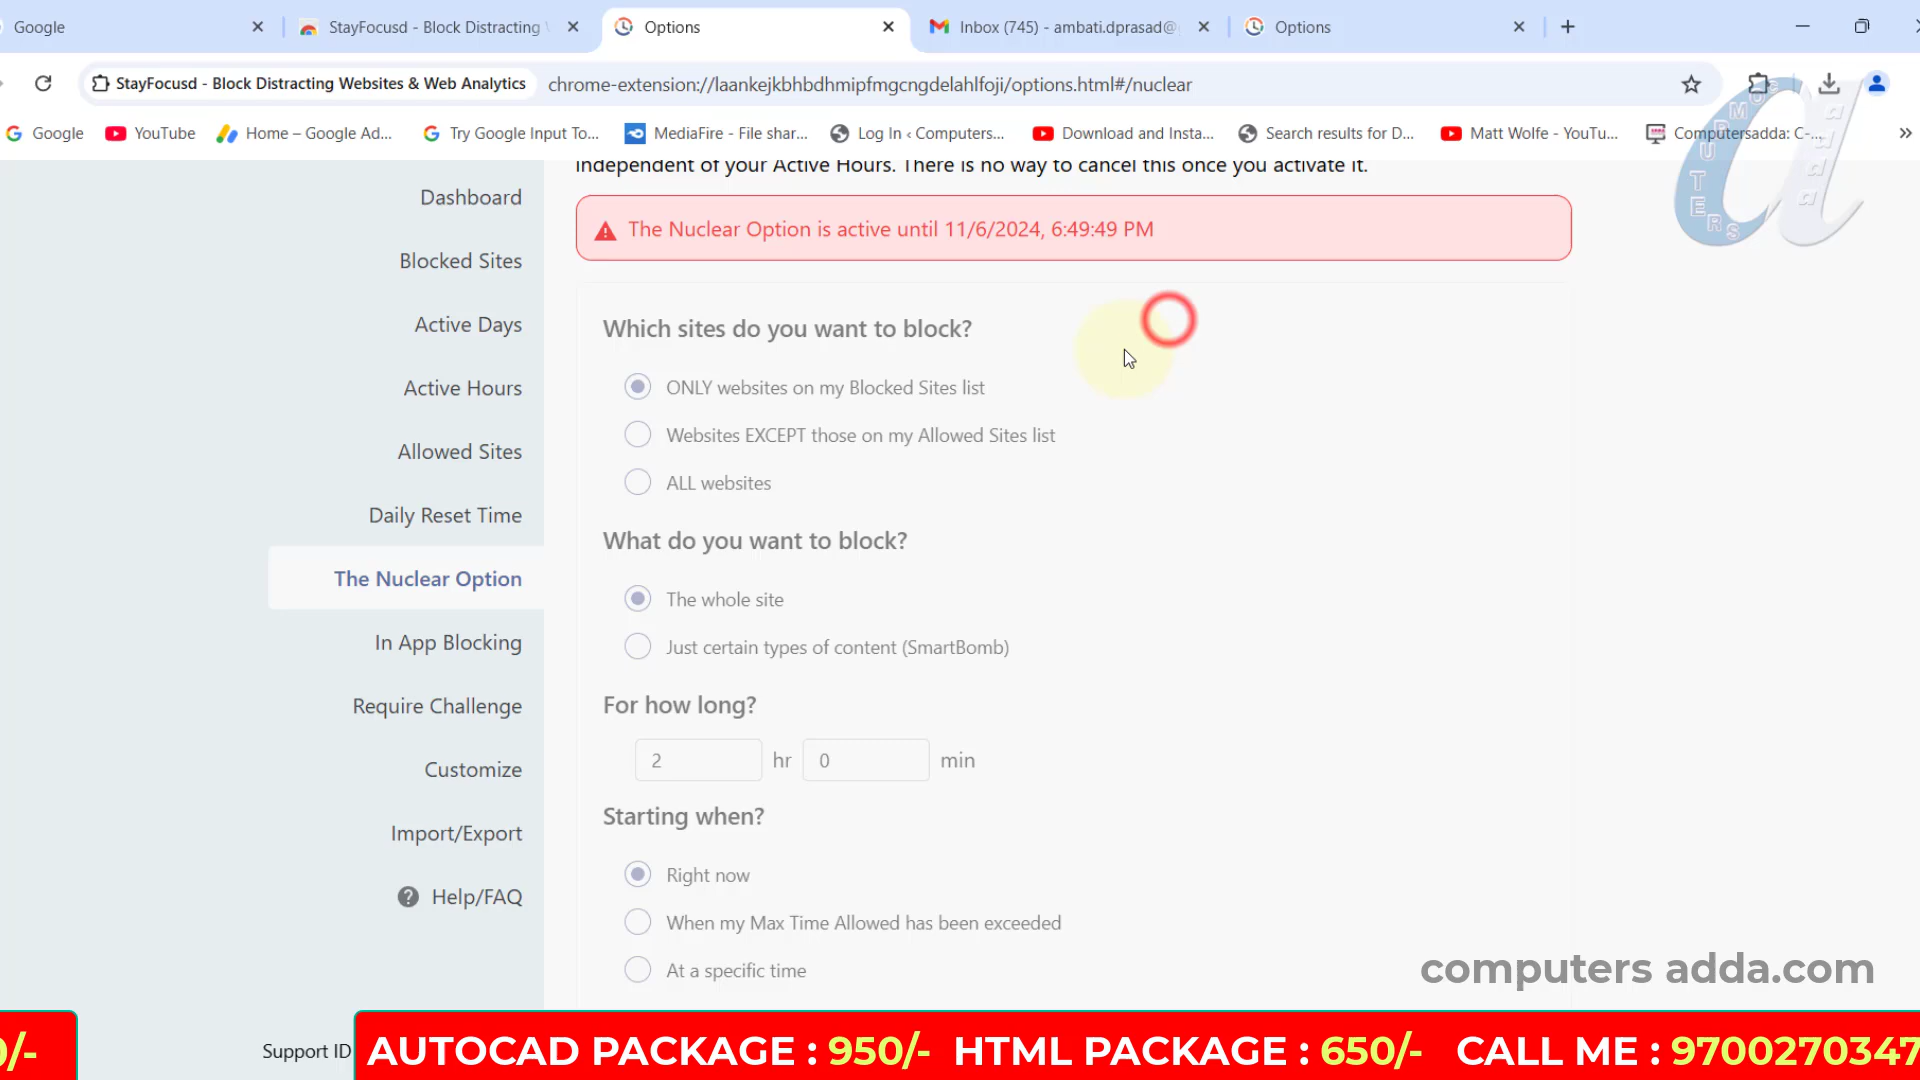 Google
StayFocusd - Block Distracting
Options
Inbox (745) - ambati.dprasad@
Options
StayFocusd - Block Distracting Websites & Web Analytics
chrome-extension://laankejkbhbdhmipfmgcngdelahlfoji/options.html#/nuclear
Google
YouTube
Home – Google Ad...
Try Google Input To...
MediaFire - File shar...
Log In ‹ Computers...
Download and Insta...
Search results for D...
Matt Wolfe - YouTu...
Computersadda: C-...
»
COMPUTERS
adda
independent of your Active Hours. There is no way to cancel this once you activate it.
The Nuclear Option is active until 11/6/2024, 6:49:49 PM
Dashboard
Blocked Sites
Active Days
Active Hours
Allowed Sites
Daily Reset Time
The Nuclear Option
In App Blocking
Require Challenge
Customize
Import/Export
Help/FAQ
Support ID
Which sites do you want to block?
ONLY websites on my Blocked Sites list
Websites EXCEPT those on my Allowed Sites list
ALL websites
What do you want to block?
The whole site
Just certain types of content (SmartBomb)
For how long?
2 hr 0 min
Starting when?
Right now
When my Max Time Allowed has been exceeded
At a specific time
computers adda.com
/- AUTOCAD PACKAGE : 950/- HTML PACKAGE : 650/- CALL ME : 9700270347